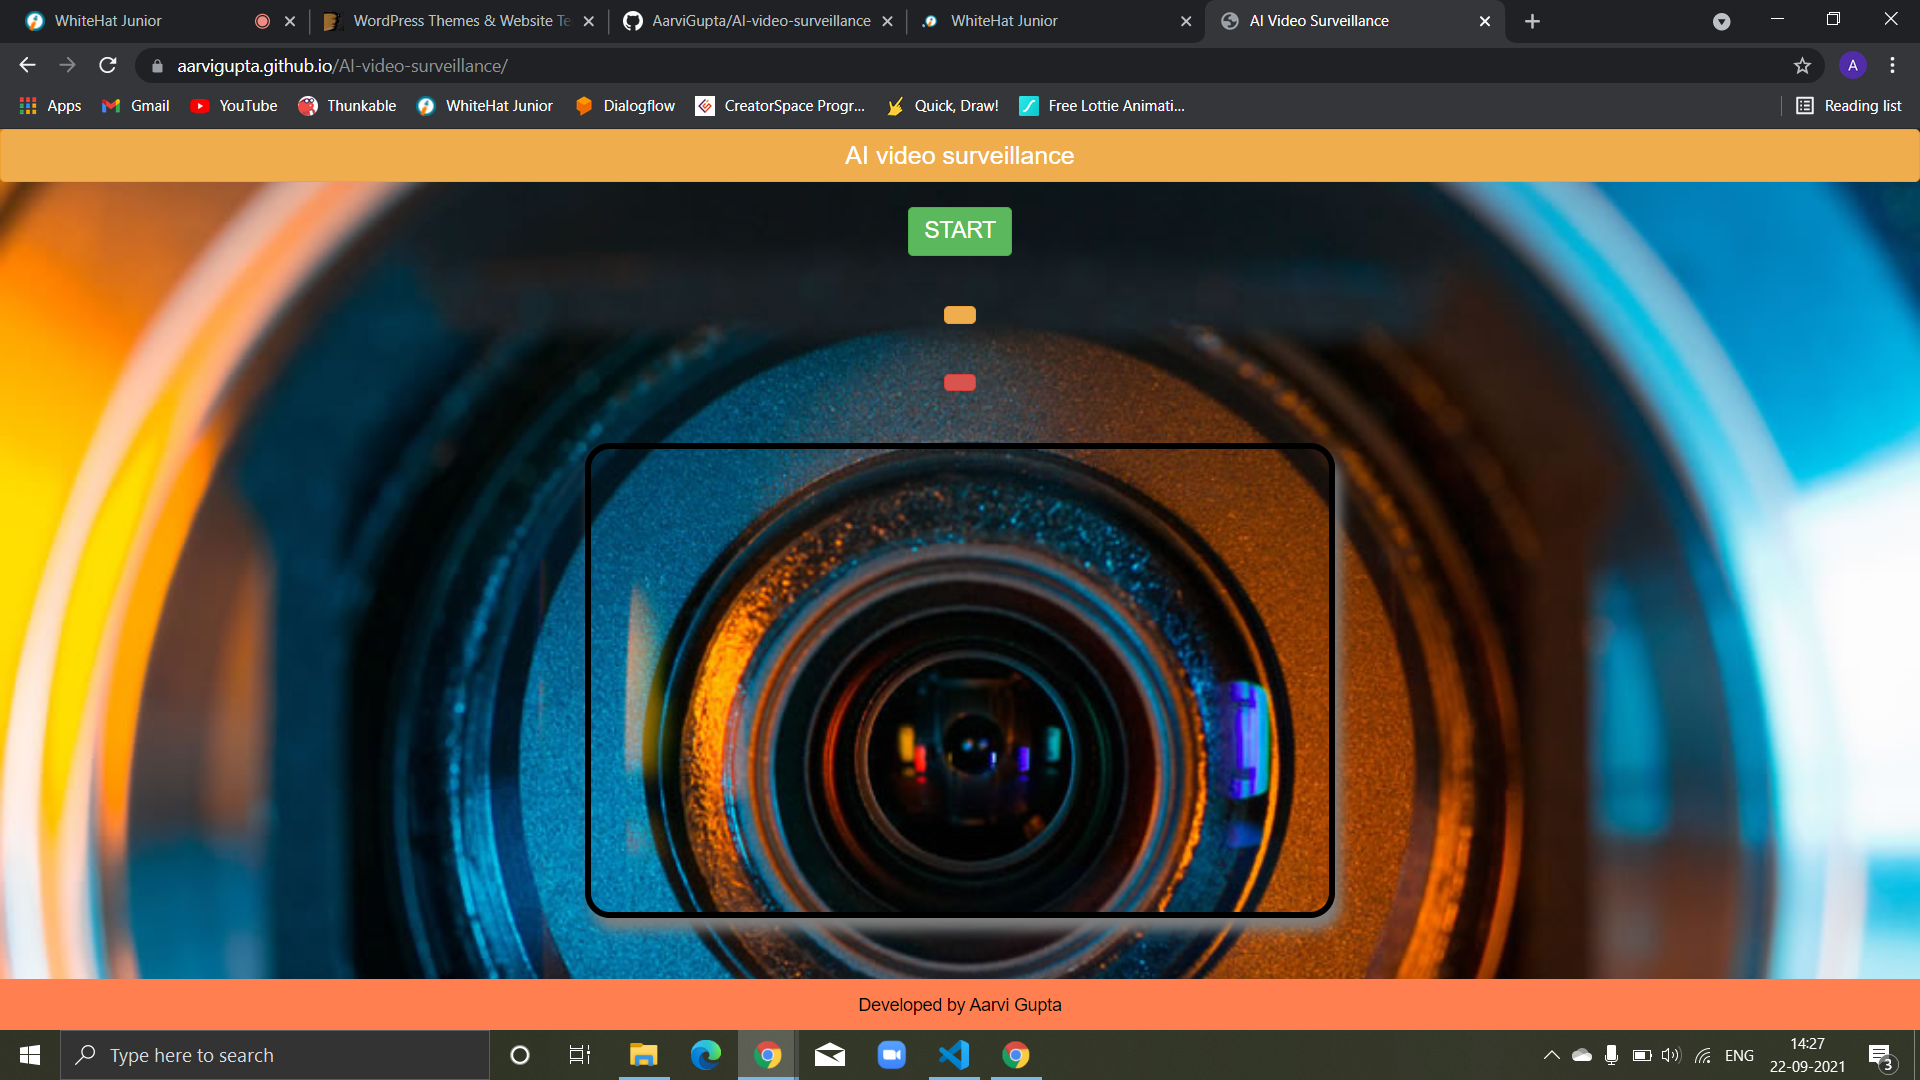 WhiteHat Junior
WordPress Themes & Website Te
AarviGupta/AI-video-surveillance
WhiteHat Junior
AI Video Surveillance
aarvigupta.github.io/AI-video-surveillance/
A
Apps
Gmail
YouTube
Thunkable
WhiteHat Junior
Dialogflow
CreatorSpace Progr...
Quick, Draw!
Free Lottie Animati...
Reading list
AI video surveillance
START
Developed by Aarvi Gupta
Type here to search
ENG
14:27
22-09-2021
3